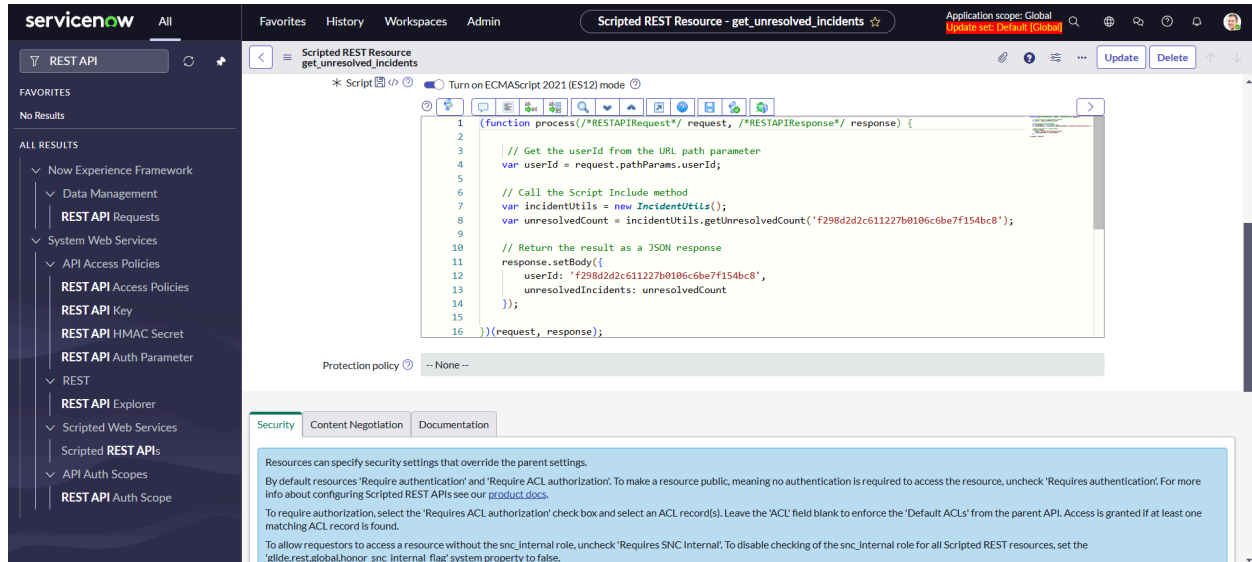 servicenow
All
Favorites History Workspaces Admin
Scripted REST Resource - get_unresolved_incidents
Application scope: Global
Update set: Default [Global]
REST API
FAVORITES
No Results
ALL RESULTS
Now Experience Framework
Data Management
REST API Requests
System Web Services
API Access Policies
REST API Access Policies
REST API Key
REST API HMAC Secret
REST API Auth Parameter
REST
REST API Explorer
Scripted Web Services
Scripted REST APIs
API Auth Scopes
REST API Auth Scope
Scripted REST Resource
get_unresolved_incidents
Update Delete
Script
Turn on ECMAScript 2021 (ES12) mode
1 (function process(/*RESTAPIRequest*/ request, /*RESTAPIResponse*/ response) {
2
3 // Get the userId from the URL path parameter
4 var userId = request.pathParams.userId;
5
6 // Call the Script Include method
7 var incidentUtils = new IncidentUtils();
8 var unresolvedCount = incidentUtils.getUnresolvedCount('f298d2d2c611227b0106c6be7f154bc8');
9
10 // Return the result as a JSON response
11 response.setBody({
12 userId: 'f298d2d2c611227b0106c6be7f154bc8',
13 unresolvedIncidents: unresolvedCount
14 });
15
16 })(request, response);
Protection policy
-- None --
Security Content Negotiation Documentation
Resources can specify security settings that override the parent settings.
By default resources 'Require authentication' and 'Require ACL authorization'. To make a resource public, meaning no authentication is required to access the resource, uncheck 'Requires authentication'. For more
info about configuring Scripted REST APIs see our product docs.
To require authorization, select the 'Requires ACL authorization' check box and select an ACL record(s). Leave the 'ACL' field blank to enforce the 'Default ACLs' from the parent API. Access is granted if at least one
matching ACL record is found.
To allow requestors to access a resource without the snc_internal role, uncheck 'Requires SNC Internal'. To disable checking of the snc_internal role for all Scripted REST resources, set the
'glide.rest.global.honor_snc_internal_flag' system property to false.